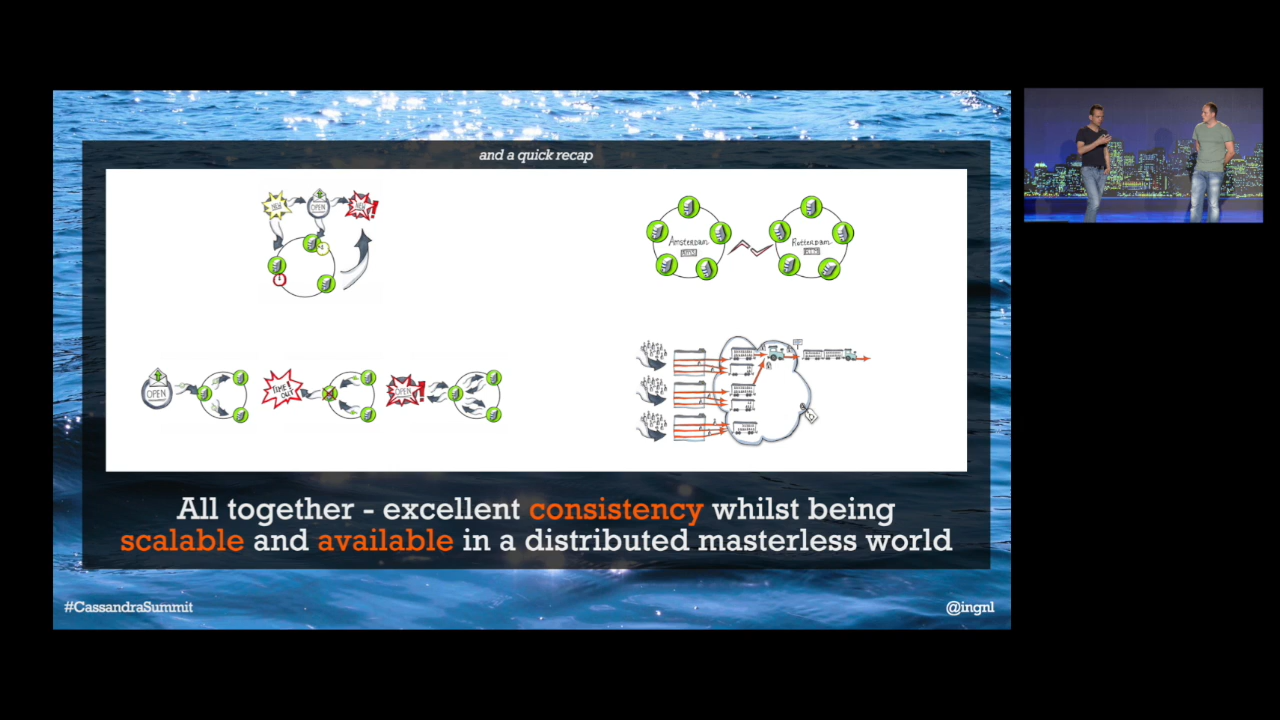 and a quick recap
OPEN
Amsterdam
Rotterdam
OPEN
TIME
OUT
OPEN
All together - excellent consistency whilst being
scalable and available in a distributed masterless world
#CassandraSummit
@ingnl